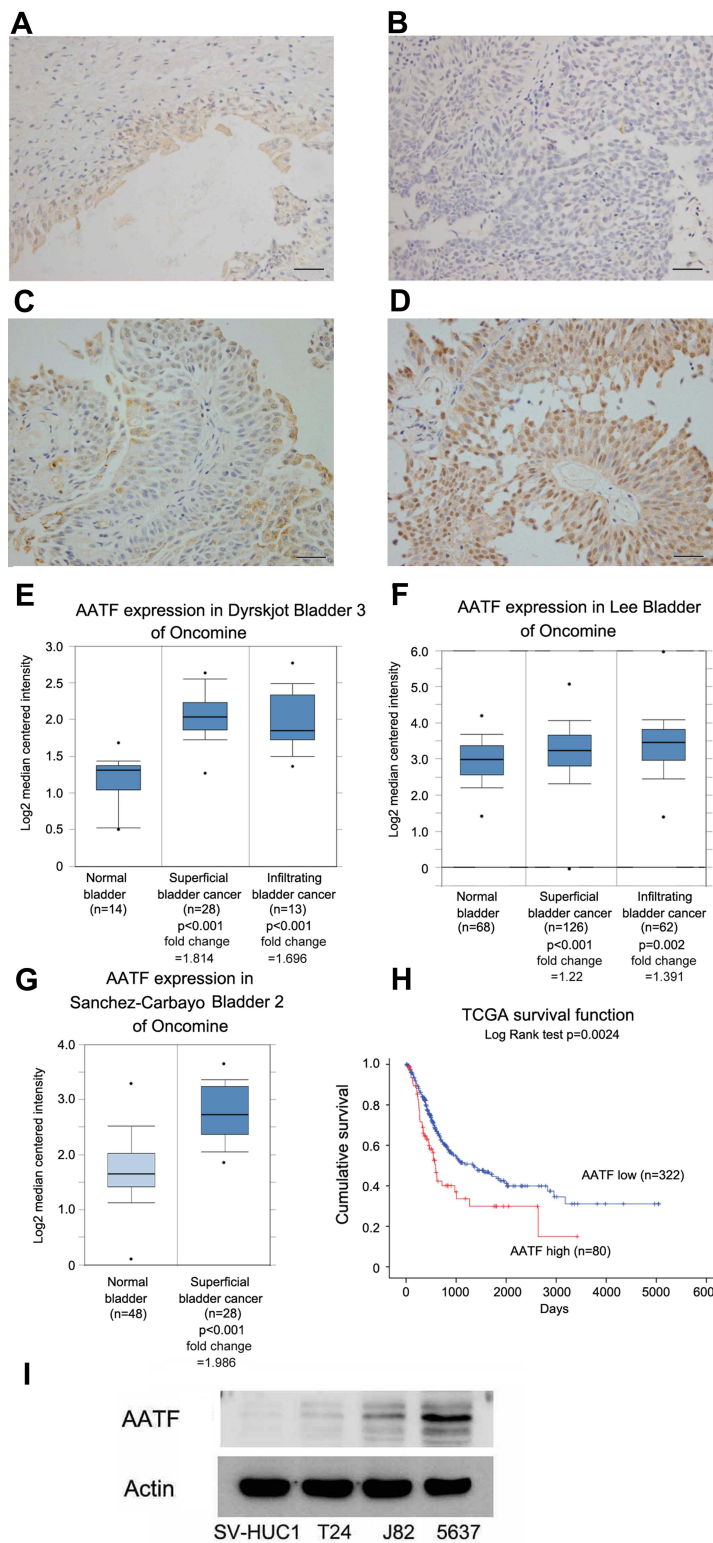 A
B
C
D
E
AATF expression in Dyrskjot Bladder 3
of Oncomine
Log2 median centered intensity
3.0
2.5
2.0
1.5
1.0
0.5
0
Normal
bladder
(n=14)
Superficial
bladder cancer
(n=28)
p<0.001
fold change
=1.814
Infiltrating
bladder cancer
(n=13)
p<0.001
fold change
=1.696
F
AATF expression in Lee Bladder
of Oncomine
Log2 median centered intensity
6.0
5.0
4.0
3.0
2.0
1.0
0
Normal
bladder
(n=68)
Superficial
bladder cancer
(n=126)
p<0.001
fold change
=1.22
Infiltrating
bladder cancer
(n=62)
p=0.002
fold change
=1.391
G
AATF expression in
Sanchez-Carbayo Bladder 2
of Oncomine
Log2 median centered intensity
4.0
3.0
2.0
1.0
0
Normal
bladder
(n=48)
Superficial
bladder cancer
(n=28)
p<0.001
fold change
=1.986
H
TCGA survival function
Log Rank test p=0.0024
Cumulative survival
1.0
0.8
0.6
0.4
0.2
0
AATF low (n=322)
AATF high (n=80)
0 1000 2000 3000 4000 5000 600
Days
I
AATF
Actin
SV-HUC1 T24 J82 5637